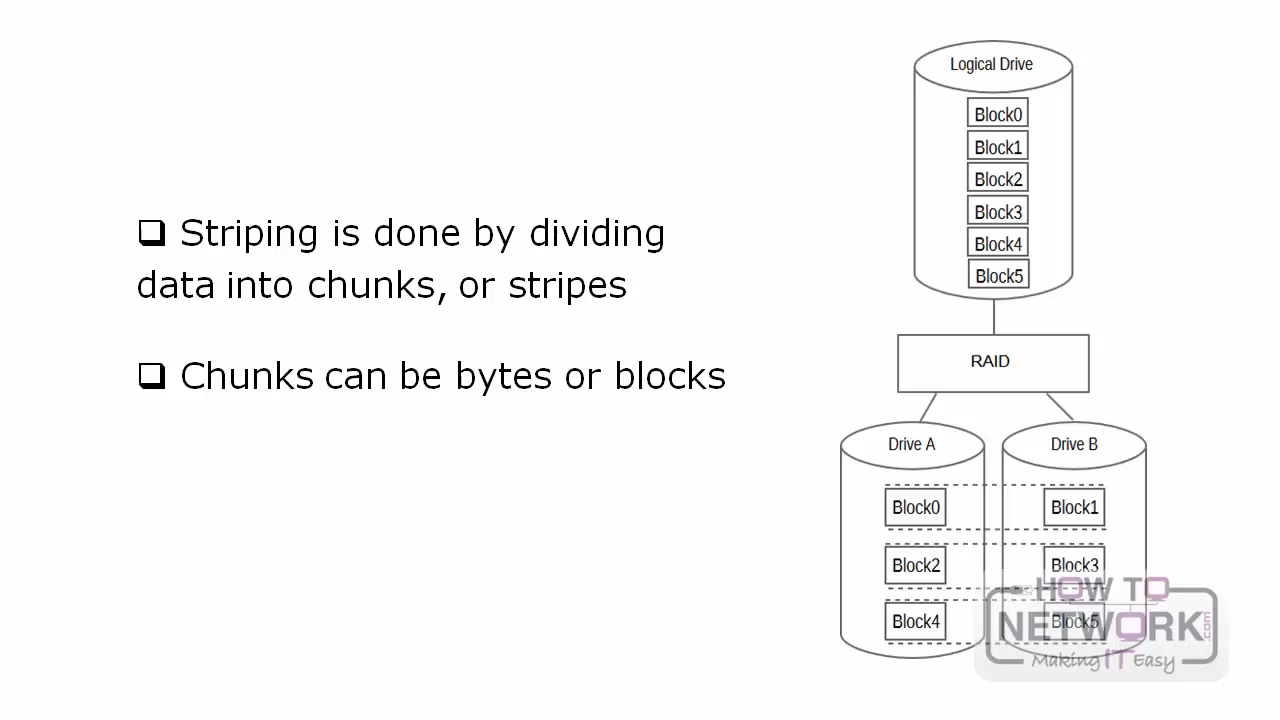 ❑ Striping is done by dividing
data into chunks, or stripes
❑ Chunks can be bytes or blocks
Logical Drive
Block0
Block1
Block2
Block3
Block4
Block5
RAID
Drive A
Block0
Block2
Block4
Drive B
Block1
Block3
Block5
HOW TO
NETWORK.com
Making IT Easy